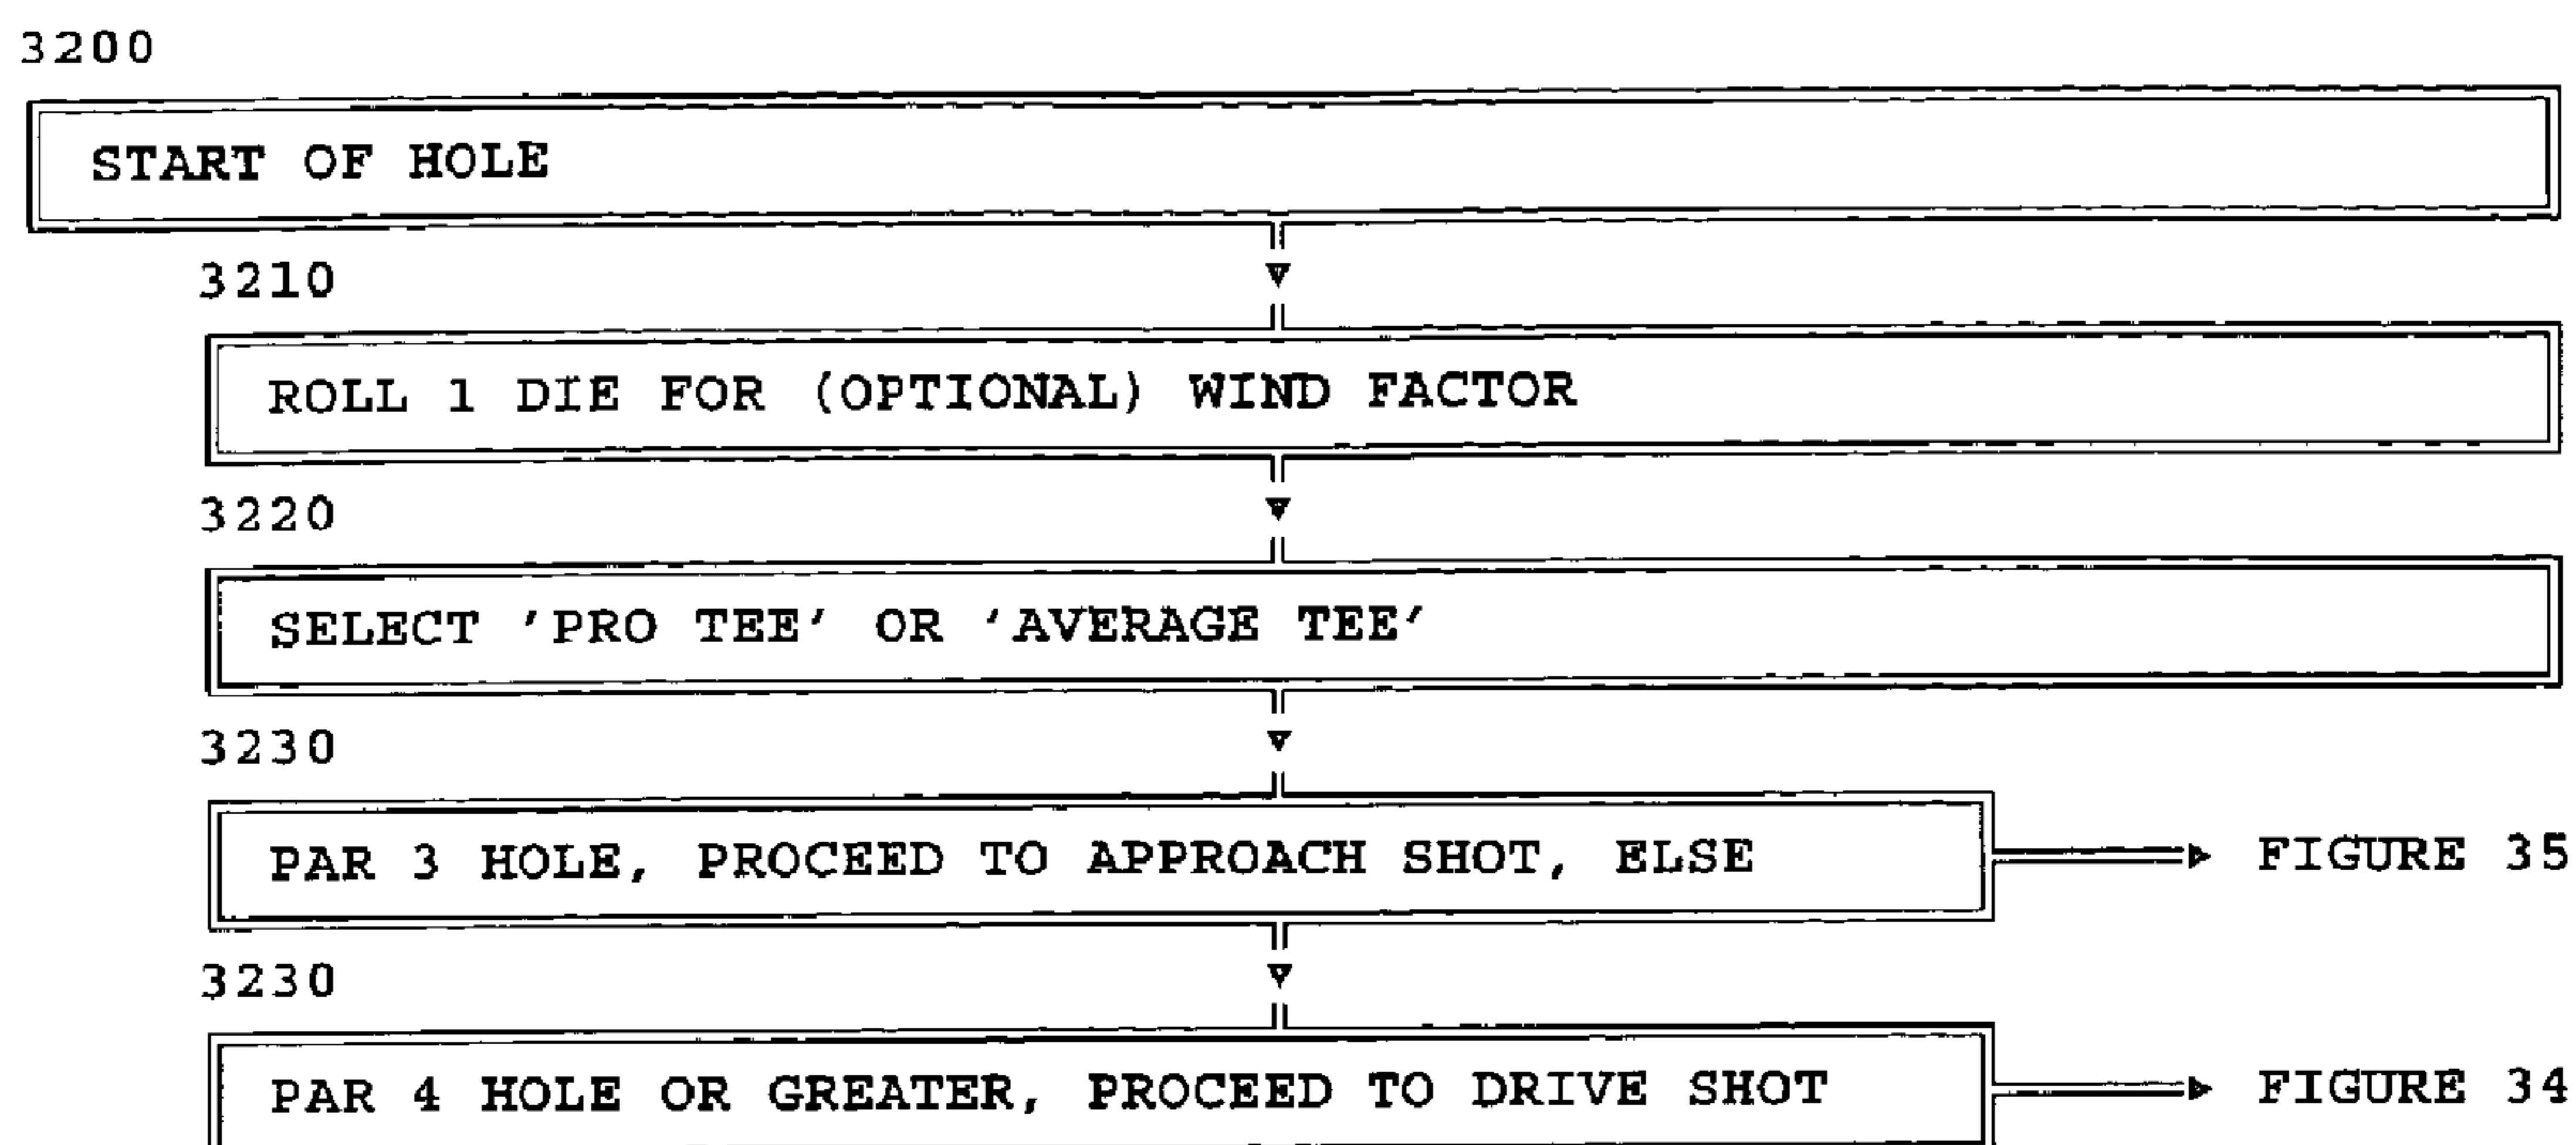 3200
START OF HOLE
3210
ROLL 1 DIE FOR (OPTIONAL) WIND FACTOR
3220
SELECT 'PRO TEE' OR 'AVERAGE TEE'
3230
PAR 3 HOLE, PROCEED TO APPROACH SHOT, ELSE FIGURE 35
3230
PAR 4 HOLE OR GREATER, PROCEED TO DRIVE SHOT FIGURE 34